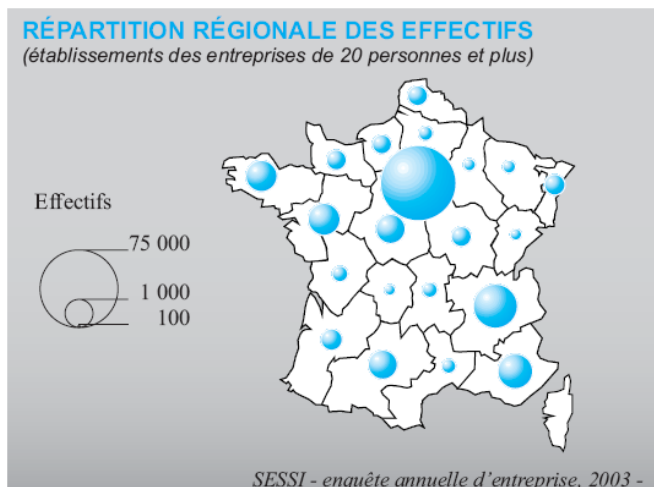 RÉPARTITION RÉGIONALE DES EFFECTIFS
(établissements des entreprises de 20 personnes et plus)
Effectifs
75 000
1 000
100
SESSI - enquête annuelle d'entreprise, 2003 -